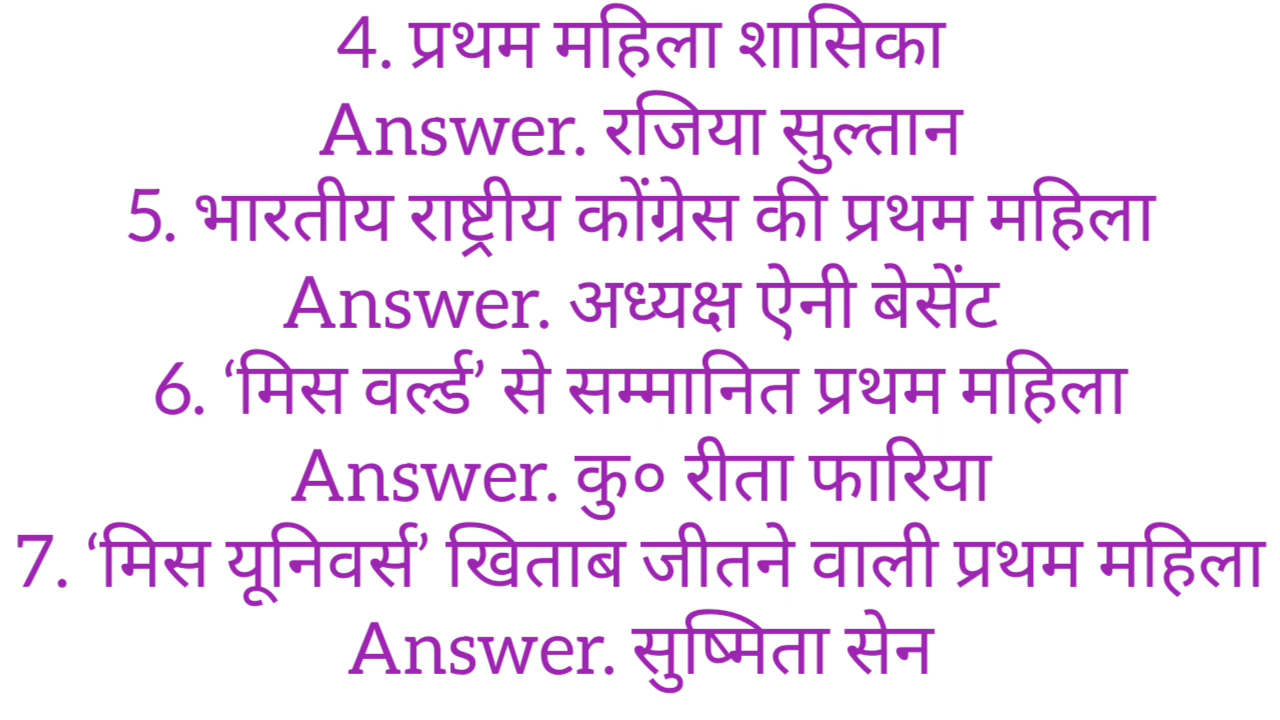 4. प्रथम महिला शासिका
Answer. रजिया सुल्तान
5. भारतीय राष्ट्रीय कोंग्रेस की प्रथम महिला
Answer. अध्यक्ष ऐनी बेसेंट
6. ‘मिस वर्ल्ड’ से सम्मानित प्रथम महिला
Answer. कु० रीता फारिया
7. ‘मिस यूनिवर्स’ खिताब जीतने वाली प्रथम महिला
Answer. सुष्मिता सेन